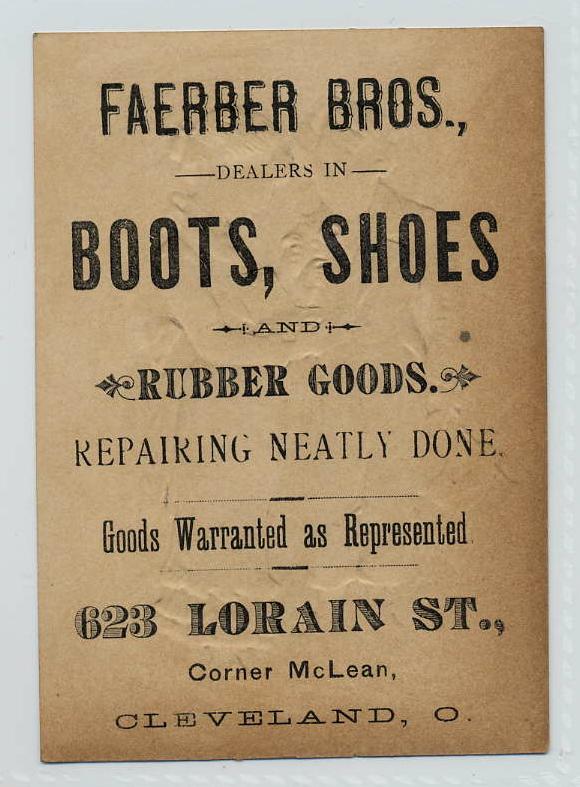 FAERBER BROS.,
DEALERS IN
BOOTS, SHOES
AND
RUBBER GOODS.
REPAIRING NEATLY DONE.
Goods Warranted as Represented.
623 LORAIN ST.,
Corner McLean,
CLEVELAND, O.